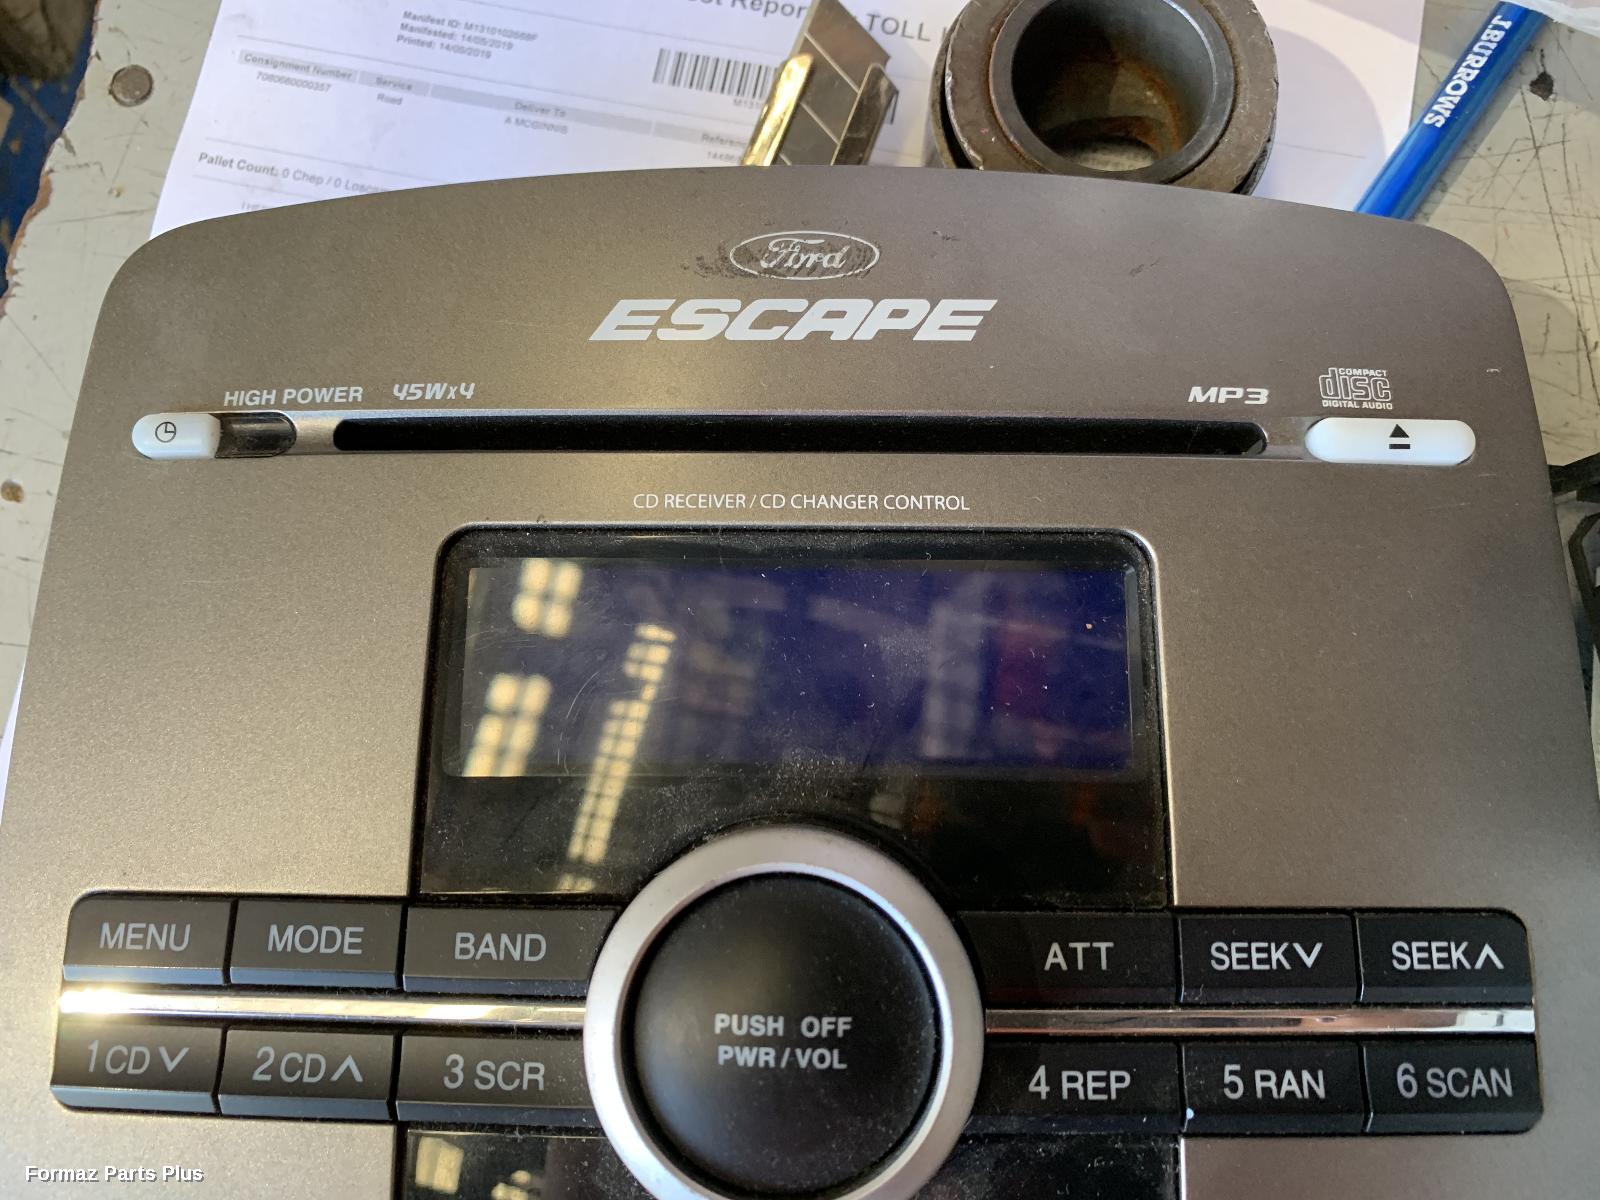 Report
TOLL
Manifest ID:
Manifested: 14/05/2019
Printed: 14/05/2019
Consignment Number Service Deliver To
7080660000357 Road A MCGINNIS
Pallet Count: 0 Chep / 0
J.BURROWS
Ford
ESCAPE
HIGH POWER 45Wx4 MP3 COMPACT disc DIGITAL AUDIO
CD RECEIVER / CD CHANGER CONTROL
MENU MODE BAND ATT SEEK∨ SEEK∧
PUSH OFF
PWR / VOL
1 CD ∨ 2 CD ∧ 3 SCR 4 REP 5 RAN 6 SCAN
Formaz Parts Plus